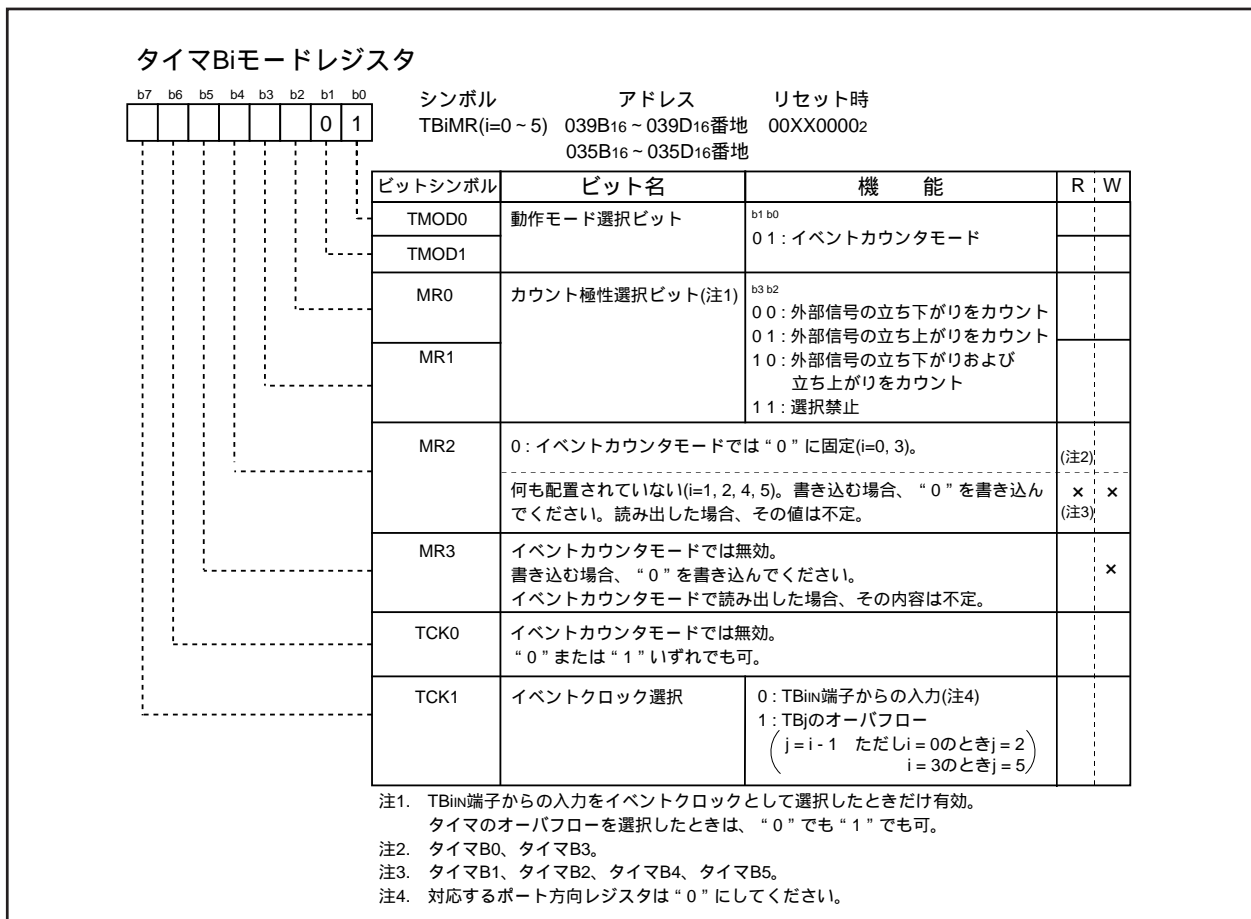 タイマBiモードレジスタ
b7 b6 b5 b4 b3 b2 b1 b0
0 1
シンボル アドレス リセット時
TBiMR(i=0 ~ 5) 039B16 ~ 039D16番地 00XX00002
035B16 ~ 035D16番地
ビットシンボル ビット名 機 能 R W
TMOD0 動作モード選択ビット b1 b0
0 1 : イベントカウンタモード
TMOD1
MR0 カウント極性選択ビット(注1) b3 b2
0 0 : 外部信号の立ち下がりをカウント
0 1 : 外部信号の立ち上がりをカウント
MR1 1 0 : 外部信号の立ち下がりおよび
立ち上がりをカウント
1 1 : 選択禁止
MR2 0 : イベントカウンタモードでは“ 0 ” に固定(i=0, 3)。
(注2)
何も配置されていない(i=1, 2, 4, 5)。書き込む場合、“ 0 ” を書き込ん × ×
でください。読み出した場合、その値は不定。 (注3)
MR3 イベントカウンタモードでは無効。
書き込む場合、“ 0 ” を書き込んでください。 ×
イベントカウンタモードで読み出した場合、その内容は不定。
TCK0 イベントカウンタモードでは無効。
“ 0 ” または “ 1 ” いずれでも可。
TCK1 イベントクロック選択 0 : TBiIN端子からの入力(注4)
1 : TBjのオーバフロー
( j = i - 1 ただしi = 0のときj = 2
i = 3のときj = 5 )
注1. TBiIN端子からの入力をイベントクロックとして選択したときだけ有効。
タイマのオーバフローを選択したときは、“ 0 ” でも “ 1 ” でも可。
注2. タイマB0、タイマB3。
注3. タイマB1、タイマB2、タイマB4、タイマB5。
注4. 対応するポート方向レジスタは “ 0 ” にしてください。